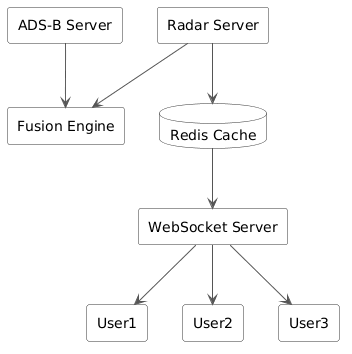 ADS-B Server
Radar Server
Fusion Engine
Redis Cache
WebSocket Server
User1
User2
User3